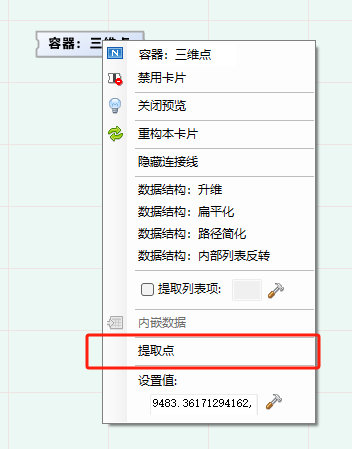 容器：三维点
N 容器：三维点
禁用卡片
关闭预览
重构本卡片
隐藏连接线
数据结构：升维
数据结构：扁平化
数据结构：路径简化
数据结构：内部列表反转
提取列表项:
内嵌数据
提取点
设置值:
9483.36171294162,